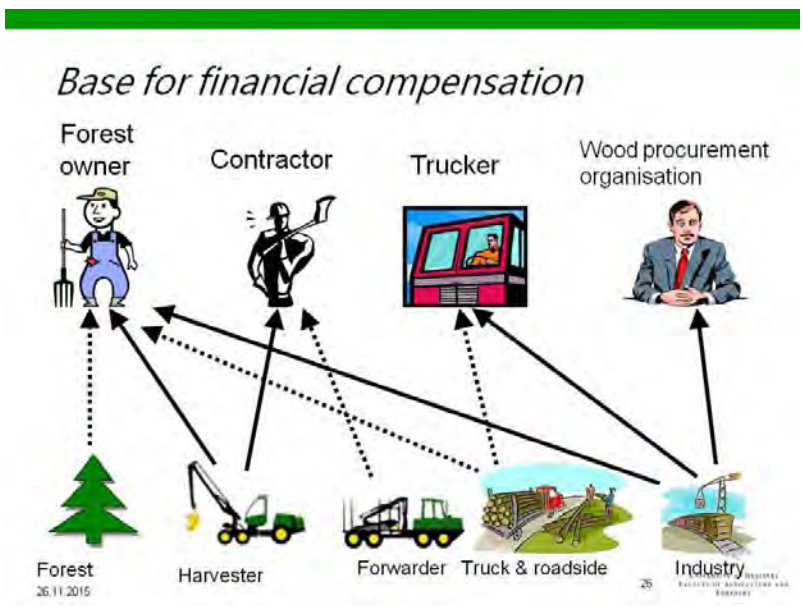 Base for financial compensation
Forest
owner
Contractor
Trucker
Wood procurement
organisation
Forest
Harvester
Forwarder
Truck & roadside
Industry
26.11.2015
26